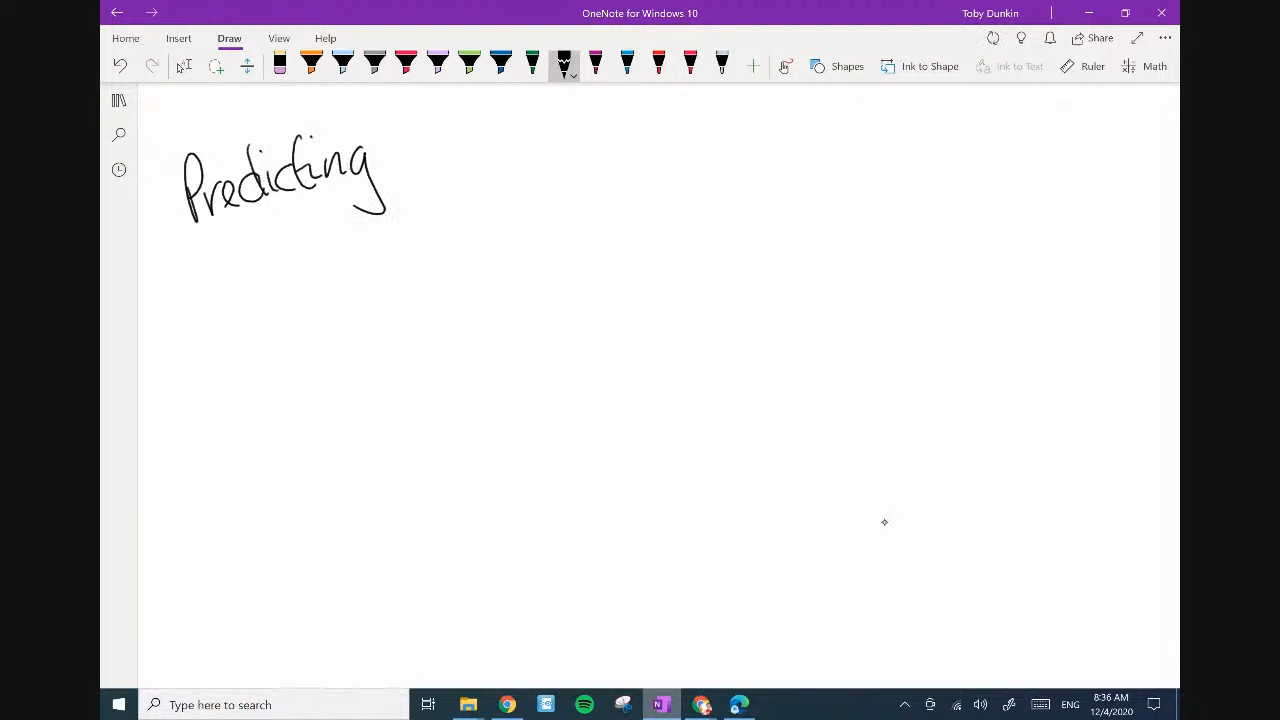 OneNote for Windows 10
Toby Dunkin
Home Insert Draw View Help Share
Shapes Ink to Shape Ink to Text Ruler Math
Predicting
Type here to search
ENG
8:36 AM
12/4/2020